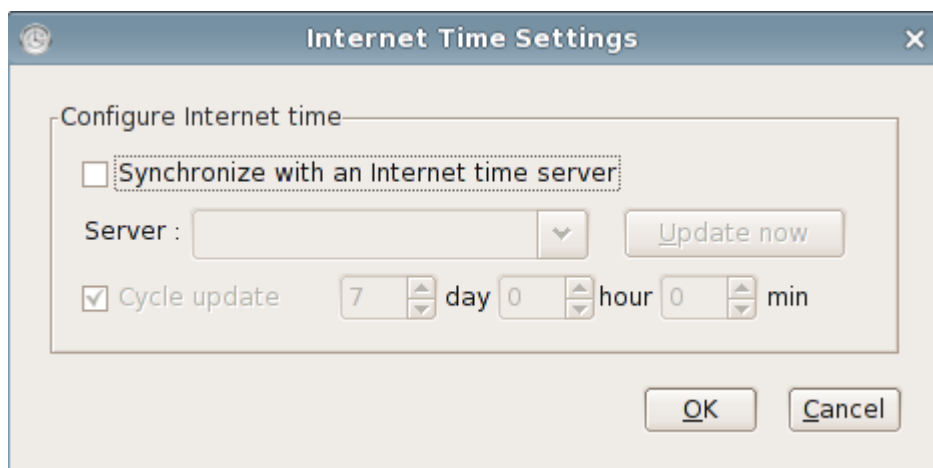 Internet Time Settings
Configure Internet time
Synchronize with an Internet time server
Server :
Update now
Cycle update 7 day 0 hour 0 min
OK Cancel